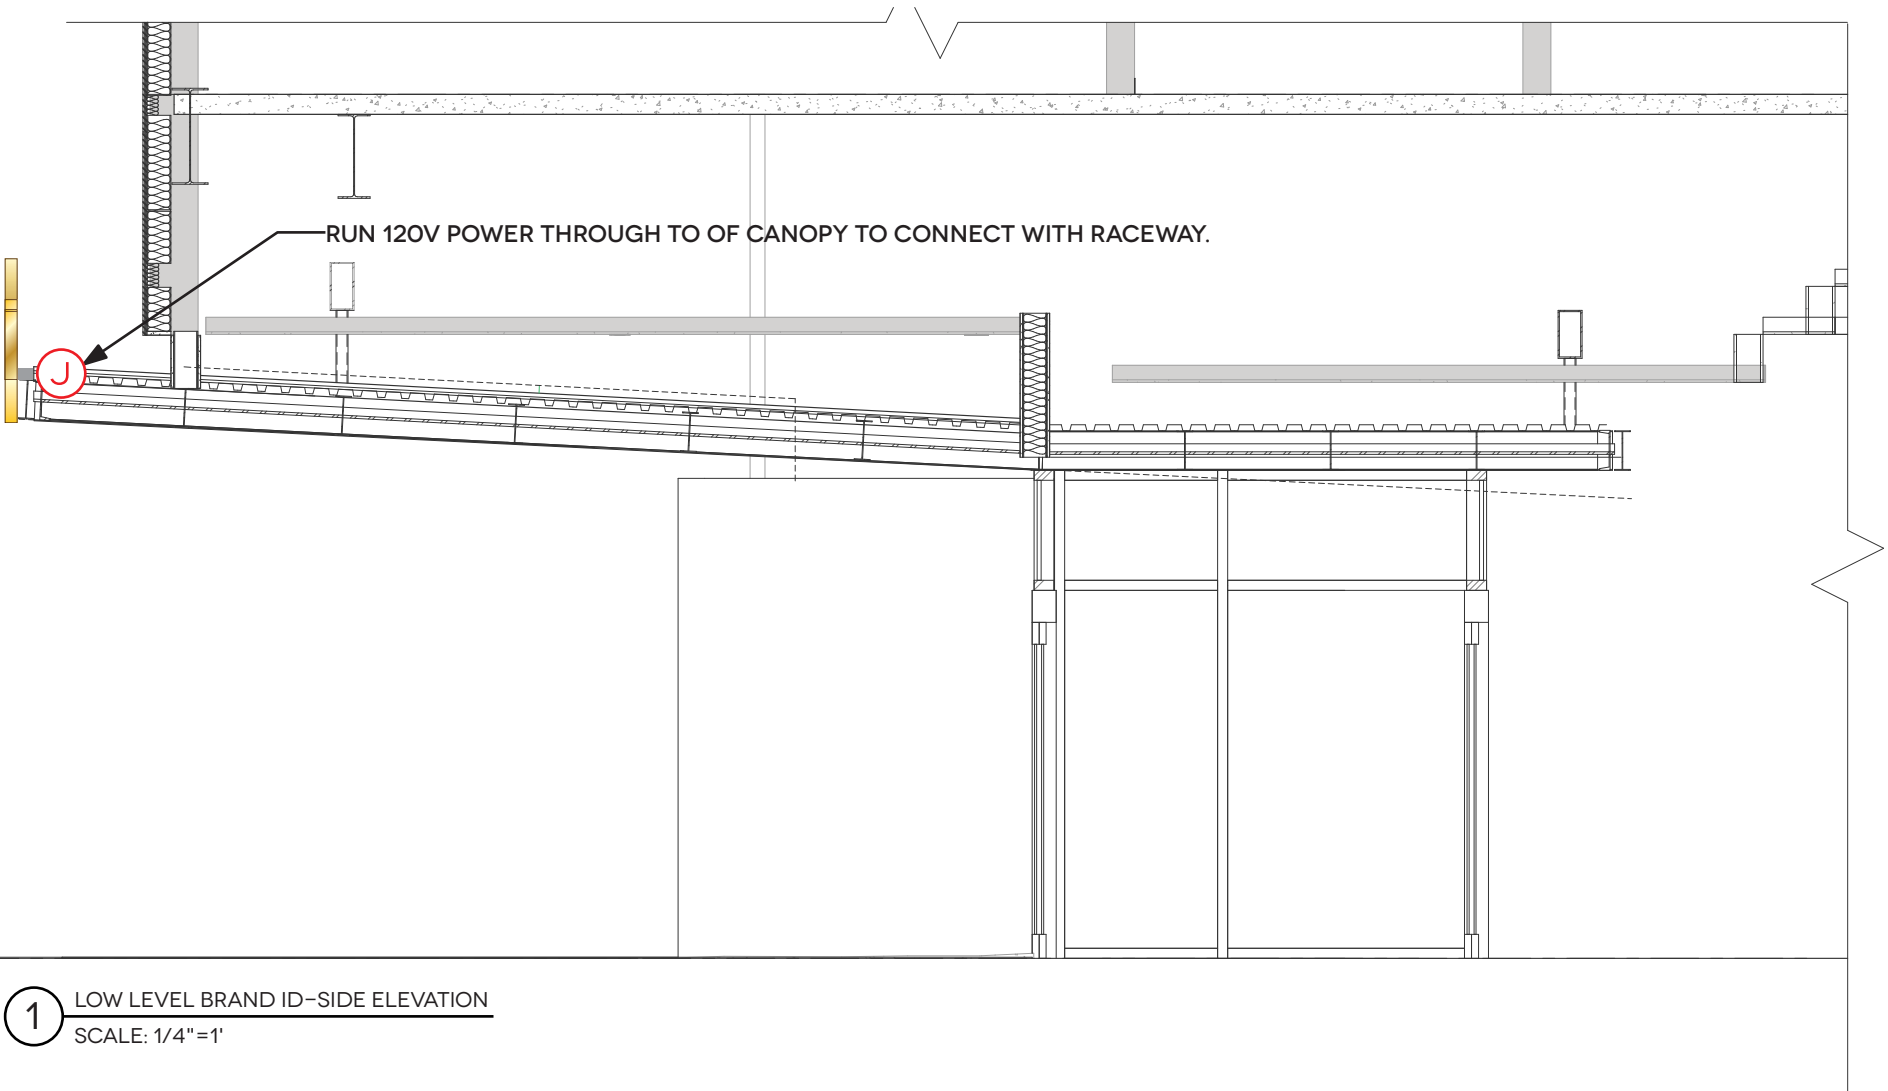 RUN 120V POWER THROUGH TO OF CANOPY TO CONNECT WITH RACEWAY.
J
1
LOW LEVEL BRAND ID-SIDE ELEVATION
SCALE: 1/4"=1'